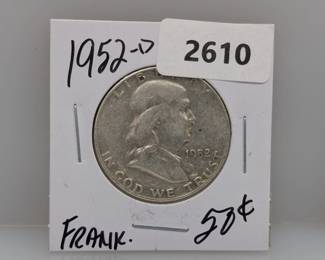 1952-D
2610
LIBERTY
1952
IN GOD WE TRUST
FRANK.
50¢